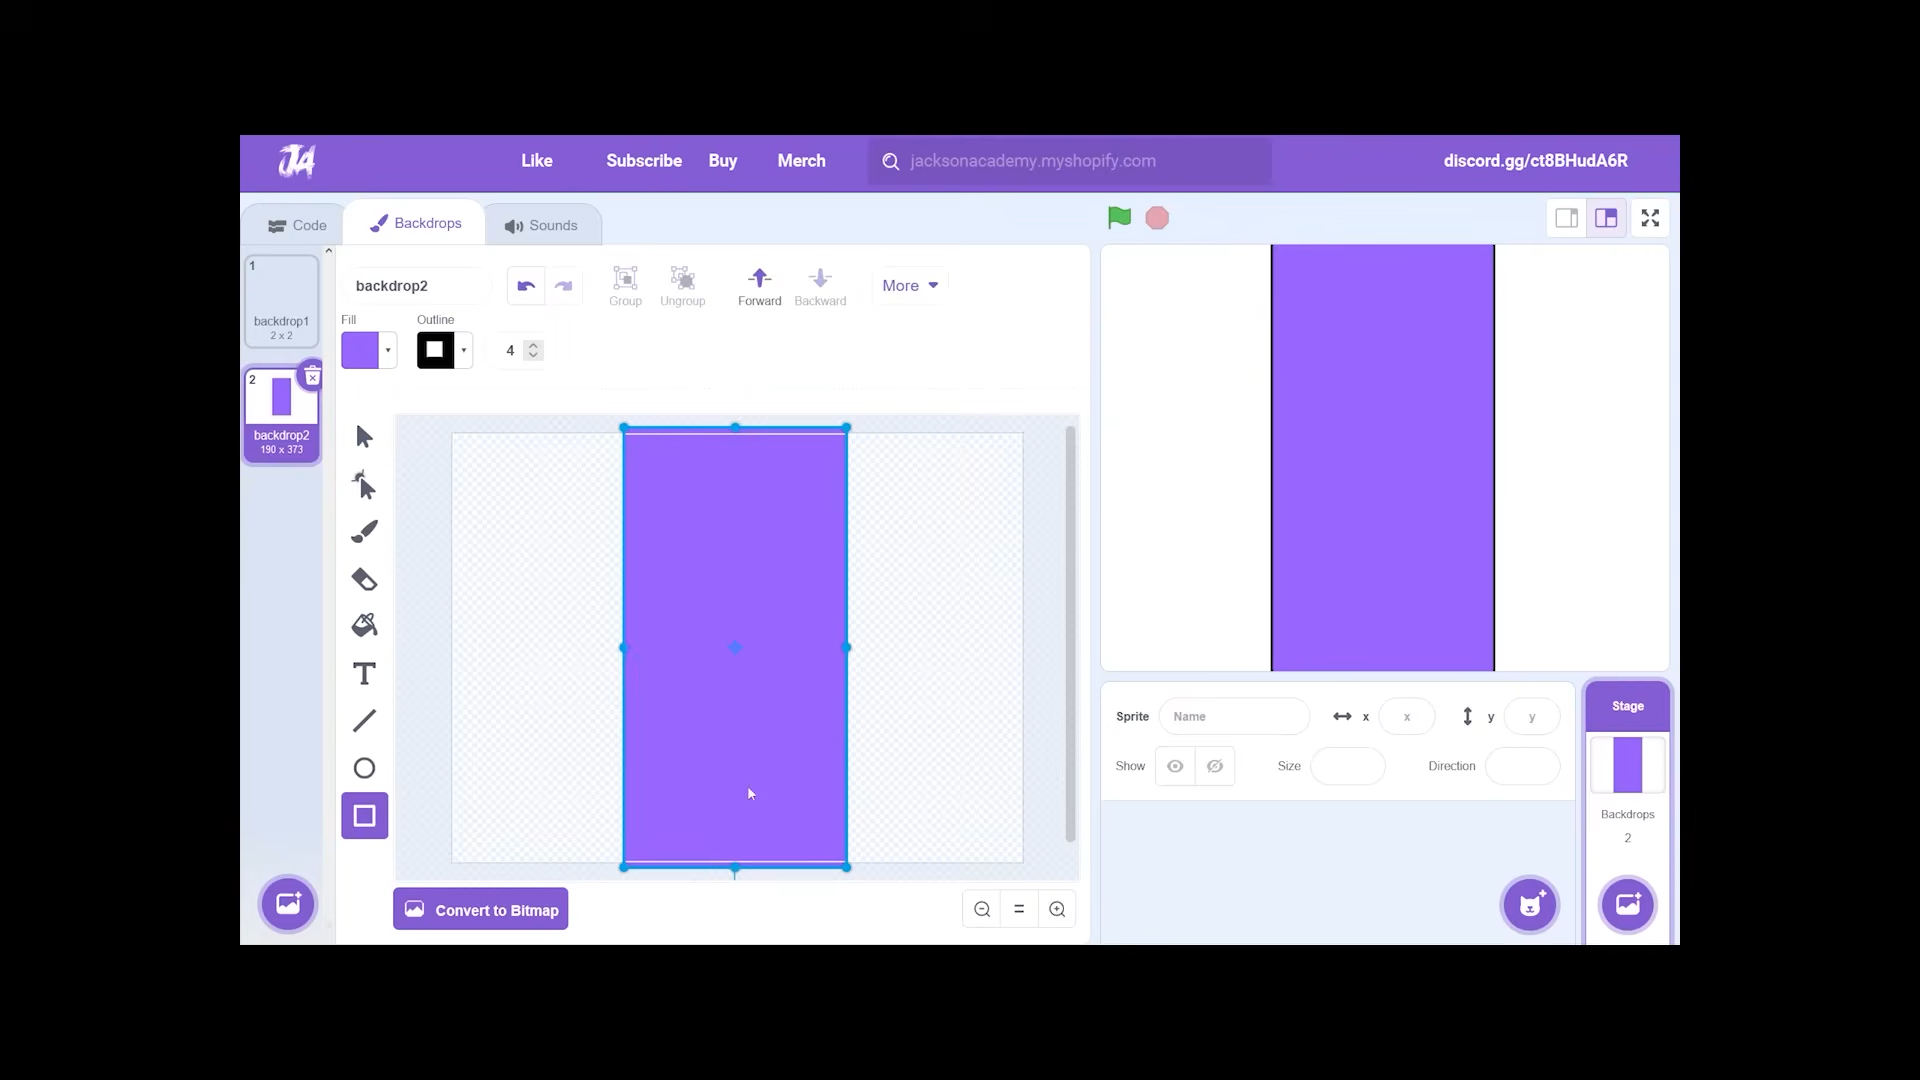 JA
Like
Subscribe
Buy
Merch
jacksonacademy.myshopify.com
discord.gg/ct8BHudA6R
Code
Backdrops
Sounds
1
backdrop1
2 x 2
2
backdrop2
190 x 373
backdrop2
Group
Ungroup
Forward
Backward
More
Fill
Outline
4
T
Convert to Bitmap
=
Sprite
Name
x
x
y
y
Show
Size
Direction
Stage
Backdrops
2